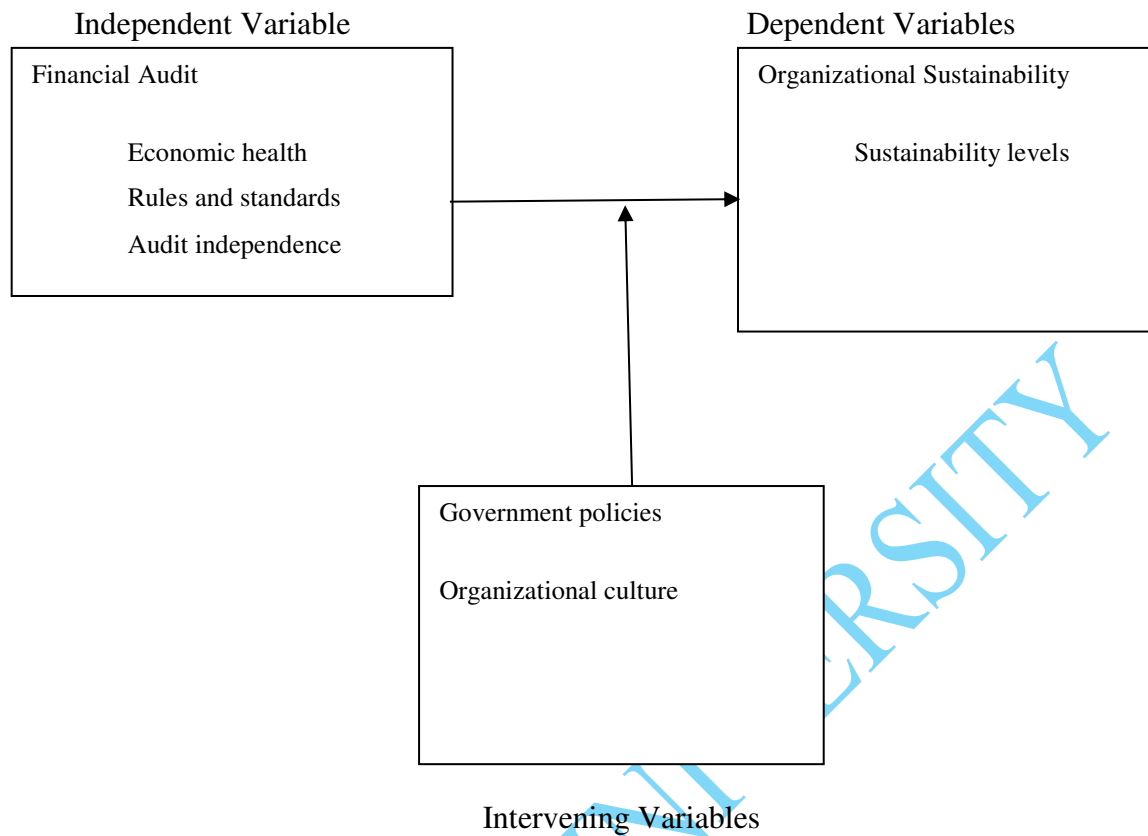 Independent Variable
Financial Audit
Economic health
Rules and standards
Audit independence
Dependent Variables
Organizational Sustainability
Sustainability levels
Government policies
Organizational culture
Intervening Variables